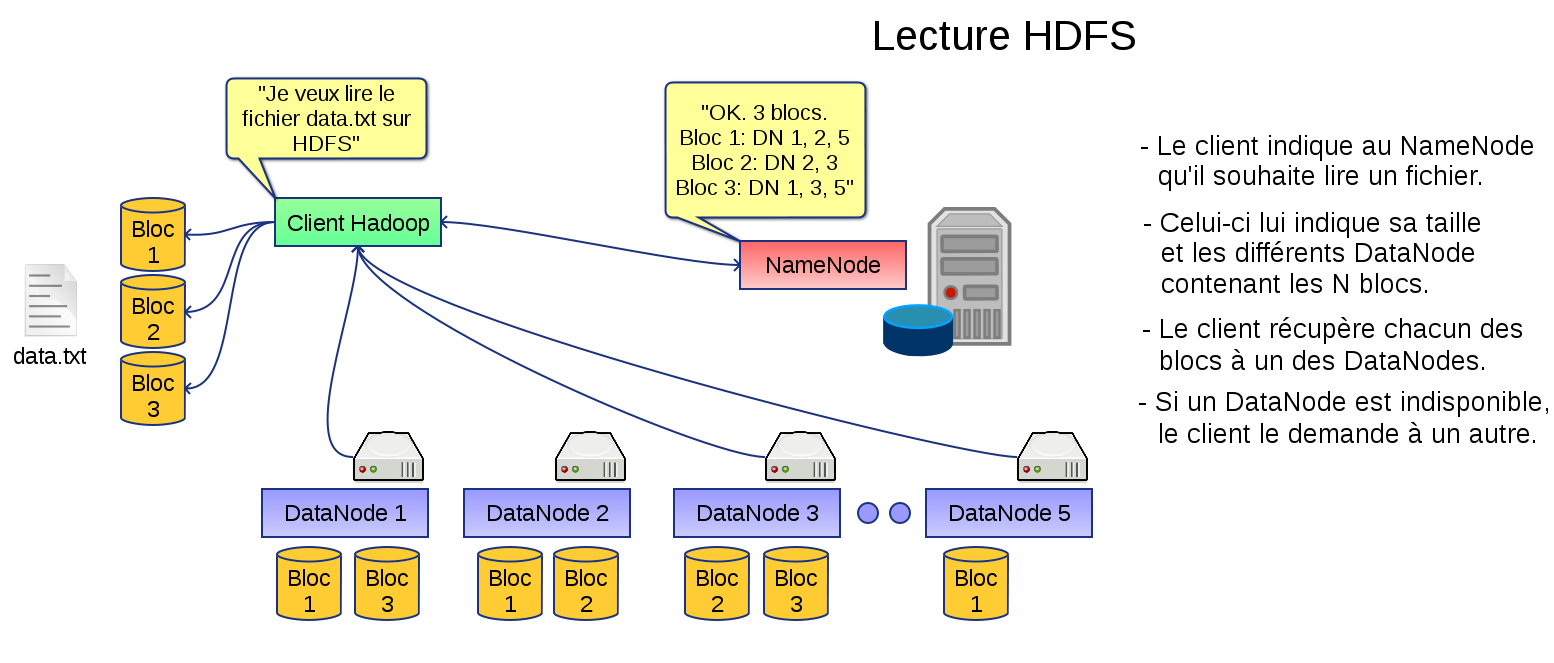 Lecture HDFS
"Je veux lire le
fichier data.txt sur
HDFS"
"OK. 3 blocs.
Bloc 1: DN 1, 2, 5
Bloc 2: DN 2, 3
Bloc 3: DN 1, 3, 5"
- Le client indique au NameNode
qu'il souhaite lire un fichier.
- Celui-ci lui indique sa taille
et les différents DataNode
contenant les N blocs.
- Le client récupère chacun des
blocs à un des DataNodes.
- Si un DataNode est indisponible,
le client le demande à un autre.
Client Hadoop
NameNode
Bloc
1
Bloc
2
Bloc
3
data.txt
DataNode 1
DataNode 2
DataNode 3
DataNode 5
Bloc
1
Bloc
3
Bloc
1
Bloc
2
Bloc
2
Bloc
3
Bloc
1